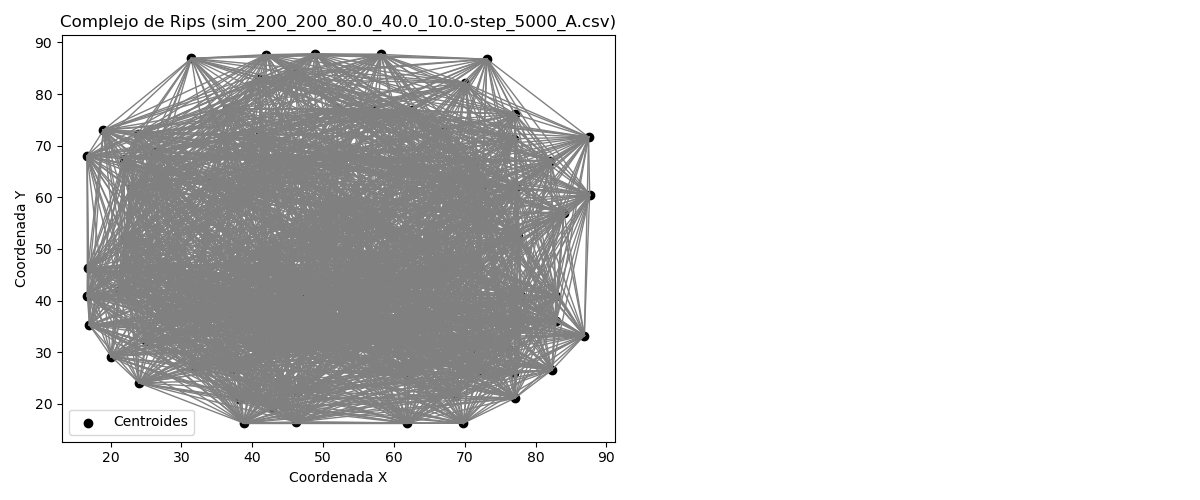 Complejo de Rips (sim_200_200_80.0_40.0_10.0-step_5000_A.csv)
90
80
70
60
50
40
30
20
Coordenada Y
Centroides
20 30 40 50 60 70 80 90
Coordenada X